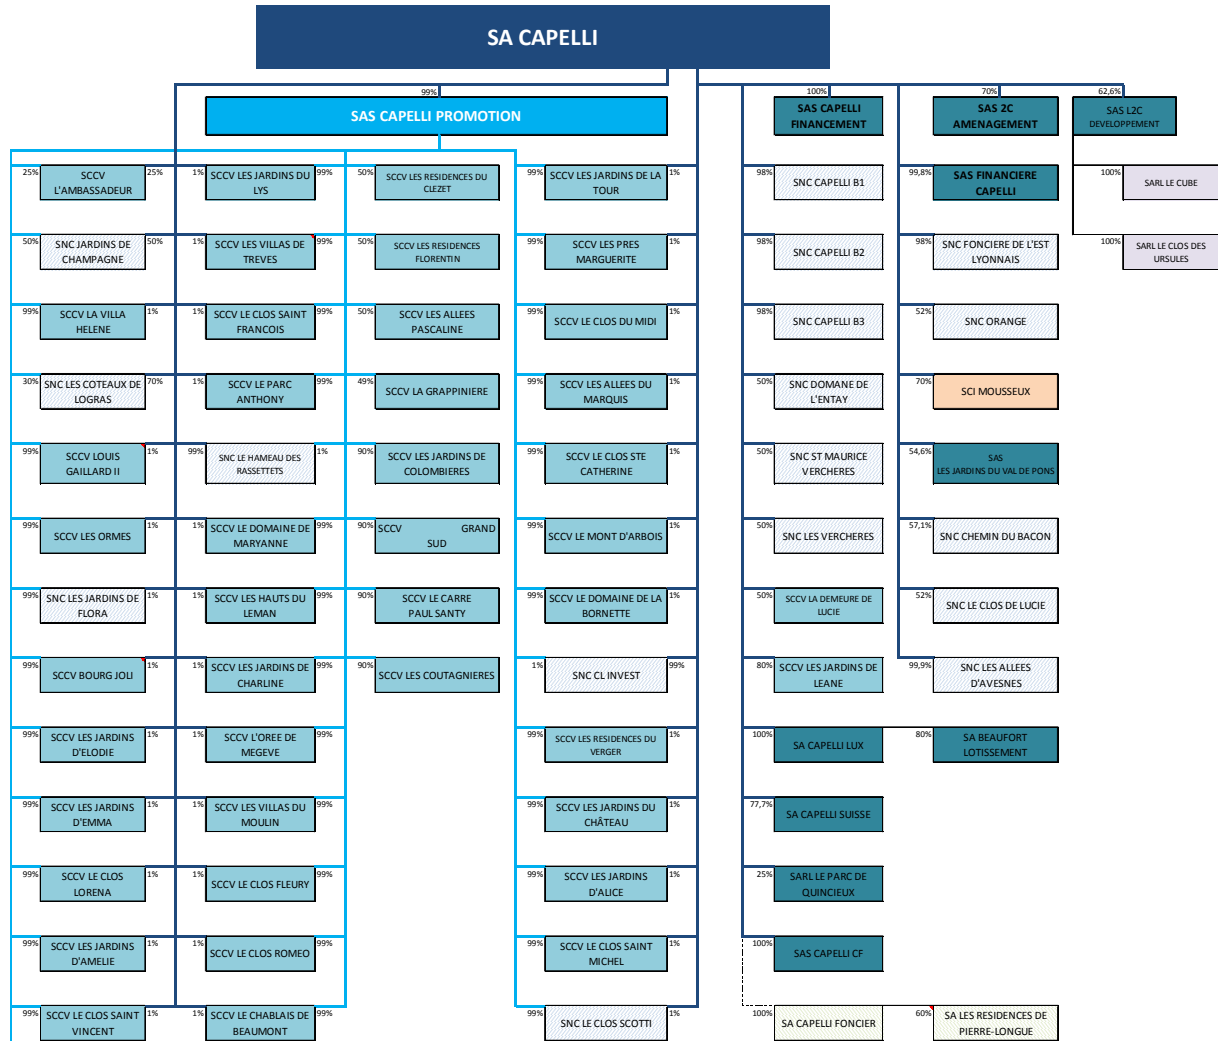 SA CAPELLI
99%
100%
70%
62,6%
SAS CAPELLI PROMOTION
SAS CAPELLI
FINANCEMENT
SAS 2C
AMENAGEMENT
SAS L2C
DEVELOPPEMENT
25%
SCCV
L'AMBASSADEUR
25%
1%
SCCV LES JARDINS DU
LYS
99%
50%
SCCV LES RESIDENCES DU
CLEZET
99%
SCCV LES JARDINS DE LA
TOUR
1%
98%
SNC CAPELLI B1
99,8%
SAS FINANCIERE
CAPELLI
100%
SARL LE CUBE
50%
SNC JARDINS DE
CHAMPAGNE
50%
1%
SCCV LES VILLAS DE
TREVES
99%
50%
SCCV LES RESIDENCES
FLORENTIN
99%
SCCV LES PRES
MARGUERITE
1%
98%
SNC CAPELLI B2
98%
SNC FONCIERE DE L'EST
LYONNAIS
100%
SARL LE CLOS DES
URSULES
99%
SCCV LA VILLA
HELENE
1%
1%
SCCV LE CLOS SAINT
FRANCOIS
99%
50%
SCCV LES ALLEES
PASCALINE
99%
SCCV LE CLOS DU MIDI
1%
98%
SNC CAPELLI B3
52%
SNC ORANGE
30%
SNC LES COTEAUX DE
LOGRAS
70%
1%
SCCV LE PARC
ANTHONY
99%
49%
SCCV LA GRAPPINIERE
99%
SCCV LES ALLEES DU
MARQUIS
1%
50%
SNC DOMANE DE
L'ENTAY
70%
SCI MOUSSEUX
99%
SCCV LOUIS
GAILLARD II
1%
99%
SNC LE HAMEAU DES
RASSETTETS
1%
90%
SCCV LES JARDINS DE
COLOMBIERES
99%
SCCV LE CLOS STE
CATHERINE
1%
50%
SNC ST MAURICE
VERCHERES
54,6%
SAS
LES JARDINS DU VAL DE PONS
99%
SCCV LES ORMES
1%
1%
SCCV LE DOMAINE DE
MARYANNE
99%
90%
SCCV GRAND
SUD
99%
SCCV LE MONT D'ARBOIS
1%
50%
SNC LES VERCHERES
57,1%
SNC CHEMIN DU BACON
99%
SNC LES JARDINS DE
FLORA
1%
1%
SCCV LES HAUTS DU
LEMAN
99%
90%
SCCV LE CARRE
PAUL SANTY
99%
SCCV LE DOMAINE DE LA
BORNETTE
1%
50%
SCCV LA DEMEURE DE
LUCIE
52%
SNC LE CLOS DE LUCIE
99%
SCCV BOURG JOLI
1%
1%
SCCV LES JARDINS DE
CHARLINE
99%
90%
SCCV LES COUTAGNIERES
1%
SNC CL INVEST
99%
80%
SCCV LES JARDINS DE
LEANE
99,9%
SNC LES ALLEES
D'AVESNES
99%
SCCV LES JARDINS
D'ELODIE
1%
1%
SCCV L'OREE DE
MEGEVE
99%
99%
SCCV LES RESIDENCES DU
VERGER
1%
100%
SA CAPELLI LUX
80%
SA BEAUFORT
LOTISSEMENT
99%
SCCV LES JARDINS
D'EMMA
1%
1%
SCCV LES VILLAS DU
MOULIN
99%
99%
SCCV LES JARDINS DU
CHÂTEAU
1%
77,7%
SA CAPELLI SUISSE
99%
SCCV LE CLOS
LORENA
1%
1%
SCCV LE CLOS FLEURY
99%
99%
SCCV LES JARDINS
D'ALICE
1%
25%
SARL LE PARC DE
QUINCIEUX
99%
SCCV LES JARDINS
D'AMELIE
1%
1%
SCCV LE CLOS ROMEO
99%
99%
SCCV LE CLOS SAINT
MICHEL
1%
100%
SAS CAPELLI CF
99%
SCCV LE CLOS SAINT
VINCENT
1%
1%
SCCV LE CHABLAIS DE
BEAUMONT
99%
99%
SNC LE CLOS SCOTTI
1%
100%
SA CAPELLI FONCIER
60%
SA LES RESIDENCES DE
PIERRE-LONGUE